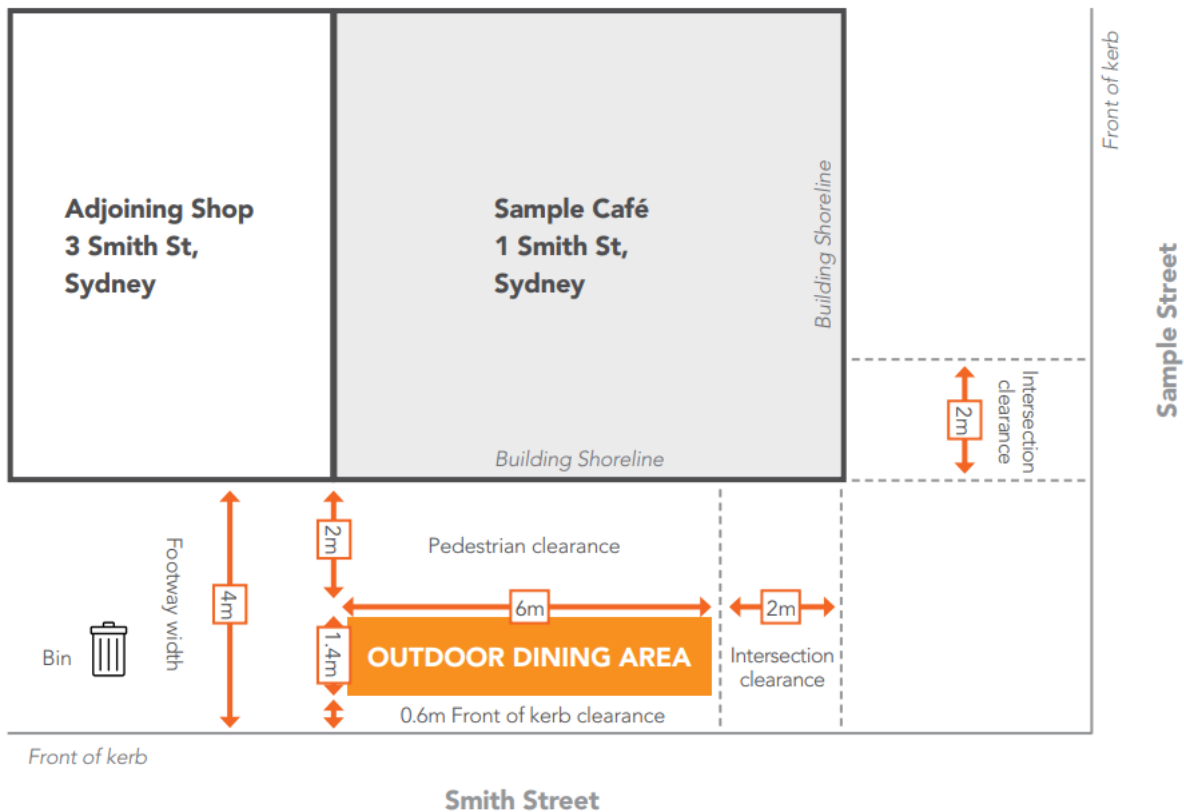 Front of kerb
Adjoining Shop
3 Smith St,
Sydney
Sample Café
1 Smith St,
Sydney
Building Shoreline
Sample Street
Intersection
clearance
2m
Building Shoreline
Footway width
4m
2m
Pedestrian clearance
6m
2m
Bin
1.4m
OUTDOOR DINING AREA
Intersection
clearance
0.6m Front of kerb clearance
Front of kerb
Smith Street